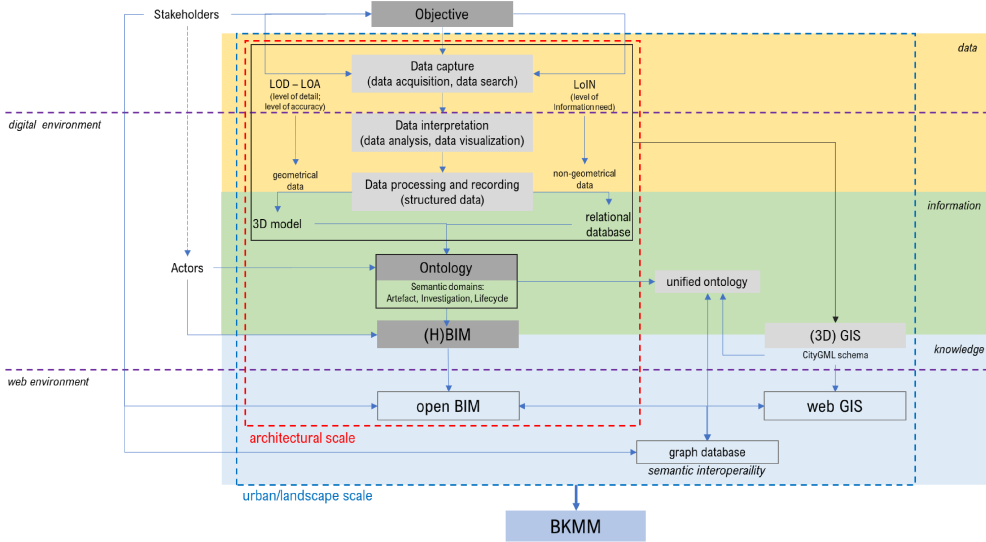 Stakeholders
Objective
data
Data capture
(data acquisition, data search)
LOD – LOA
(level of detail;
level of accuracy)
LoIN
(level of
Information need)
digital environment
Data interpretation
(data analysis, data visualization)
geometrical
data
non-geometrical
data
Data processing and recording
(structured data)
information
3D model
relational
database
Actors
Ontology
Semantic domains:
Artefact, Investigation, Lifecycle
unified ontology
(H)BIM
(3D) GIS
CityGML schema
knowledge
web environment
open BIM
web GIS
architectural scale
graph database
semantic interoperaility
urban/landscape scale
BKMM